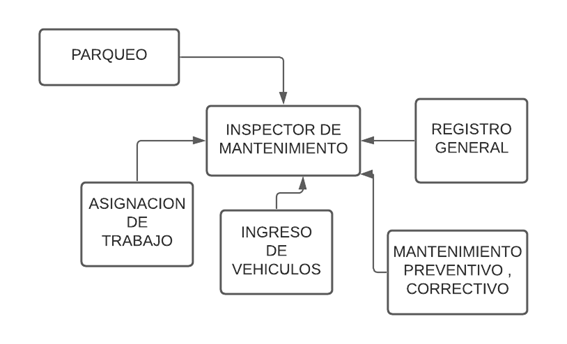 PARQUEO
INSPECTOR DE
MANTENIMIENTO
REGISTRO
GENERAL
ASIGNACION
DE
TRABAJO
INGRESO
DE
VEHICULOS
MANTENIMIENTO
PREVENTIVO ,
CORRECTIVO